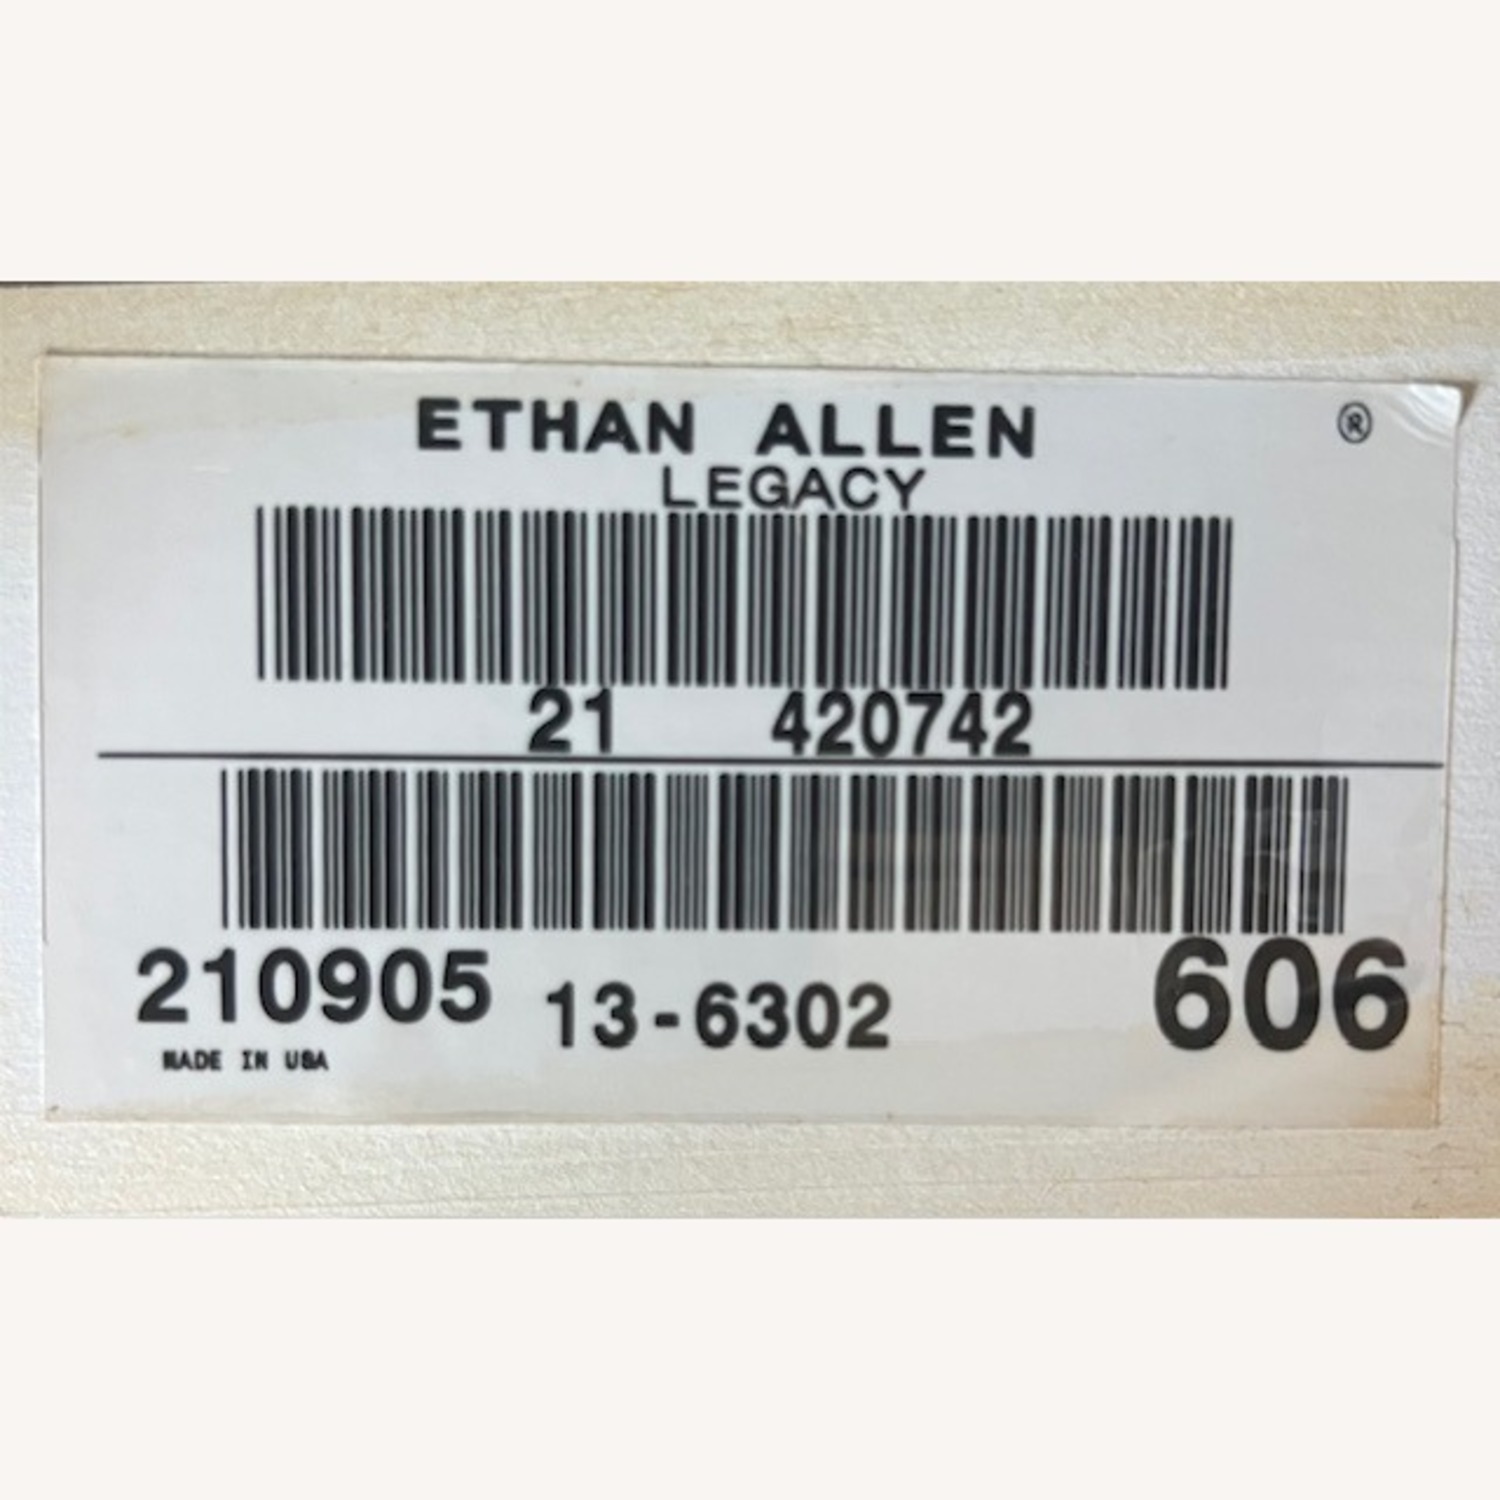 ETHAN ALLEN ®
LEGACY
21 420742
210905 13-6302 606
MADE IN USA